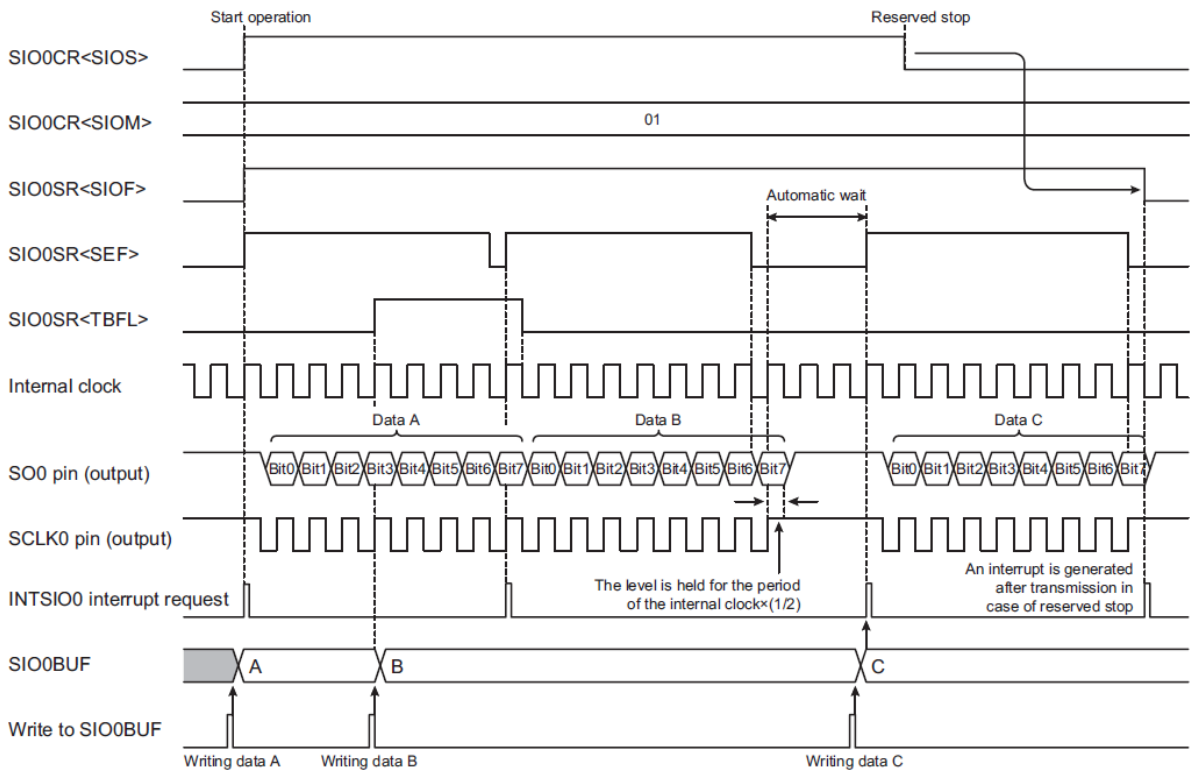 Start operation
Reserved stop
SIO0CR<SIOS>
SIO0CR<SIOM>
01
SIO0SR<SIOF>
Automatic wait
SIO0SR<SEF>
SIO0SR<TBFL>
Internal clock
Data A
Data B
Data C
SO0 pin (output)
Bit0 Bit1 Bit2 Bit3 Bit4 Bit5 Bit6 Bit7 Bit0 Bit1 Bit2 Bit3 Bit4 Bit5 Bit6 Bit7 Bit0 Bit1 Bit2 Bit3 Bit4 Bit5 Bit6 Bit7
SCLK0 pin (output)
The level is held for the period
of the internal clock×(1/2)
An interrupt is generated
after transmission in
case of reserved stop
INTSIO0 interrupt request
SIO0BUF
A
B
C
Write to SIO0BUF
Writing data A
Writing data B
Writing data C